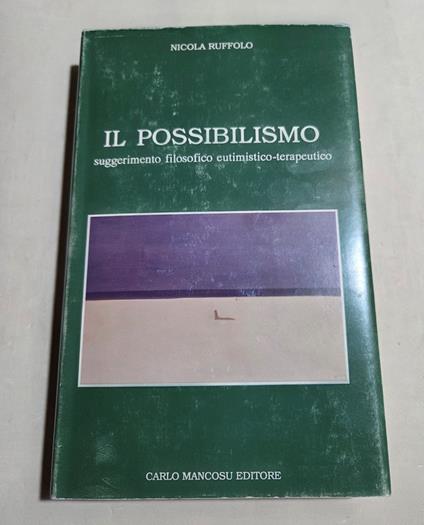 NICOLA RUFFOLO
IL POSSIBILISMO
suggerimento filosofico eutimistico-terapeutico
CARLO MANCOSU EDITORE